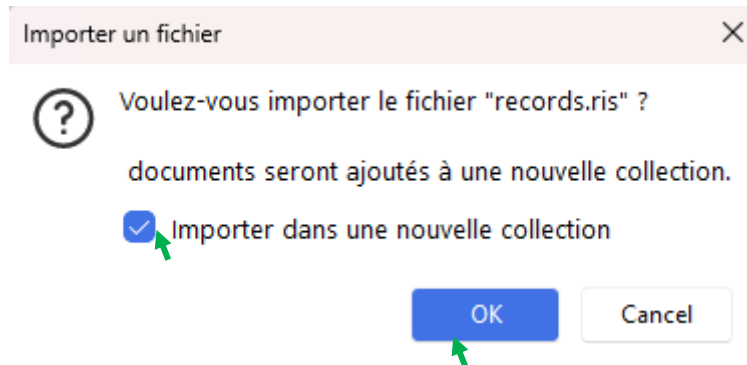 Importer un fichier
Voulez-vous importer le fichier "records.ris" ?
documents seront ajoutés à une nouvelle collection.
Importer dans une nouvelle collection
OK
Cancel